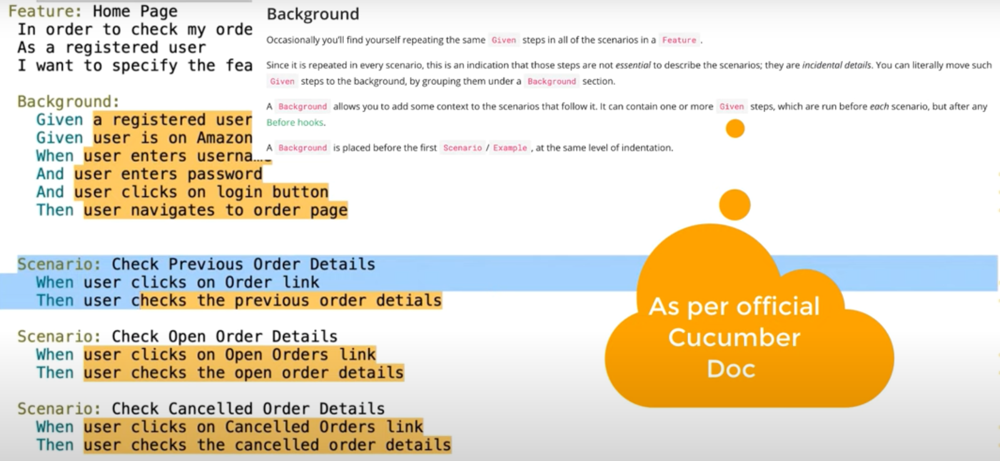 Feature: Home Page
In order to check my orde
As a registered user
I want to specify the fea
Background:
Given a registered user
Given user is on Amazon
When user enters userna
And user enters password
And user clicks on login button
Then user navigates to order page
Scenario: Check Previous Order Details
When user clicks on Order link
Then user checks the previous order detials
Scenario: Check Open Order Details
When user clicks on Open Orders link
Then user checks the open order details
Scenario: Check Cancelled Order Details
When user clicks on Cancelled Orders link
Then user checks the cancelled order details
Background
Occasionally you'll find yourself repeating the same Given steps in all of the scenarios in a Feature .
Since it is repeated in every scenario, this is an indication that those steps are not essential to describe the scenarios; they are incidental details. You can literally move such
Given steps to the background, by grouping them under a Background section.
A Background allows you to add some context to the scenarios that follow it. It can contain one or more Given steps, which are run before each scenario, but after any
Before hooks.
A Background is placed before the first Scenario / Example , at the same level of indentation.
As per official
Cucumber
Doc